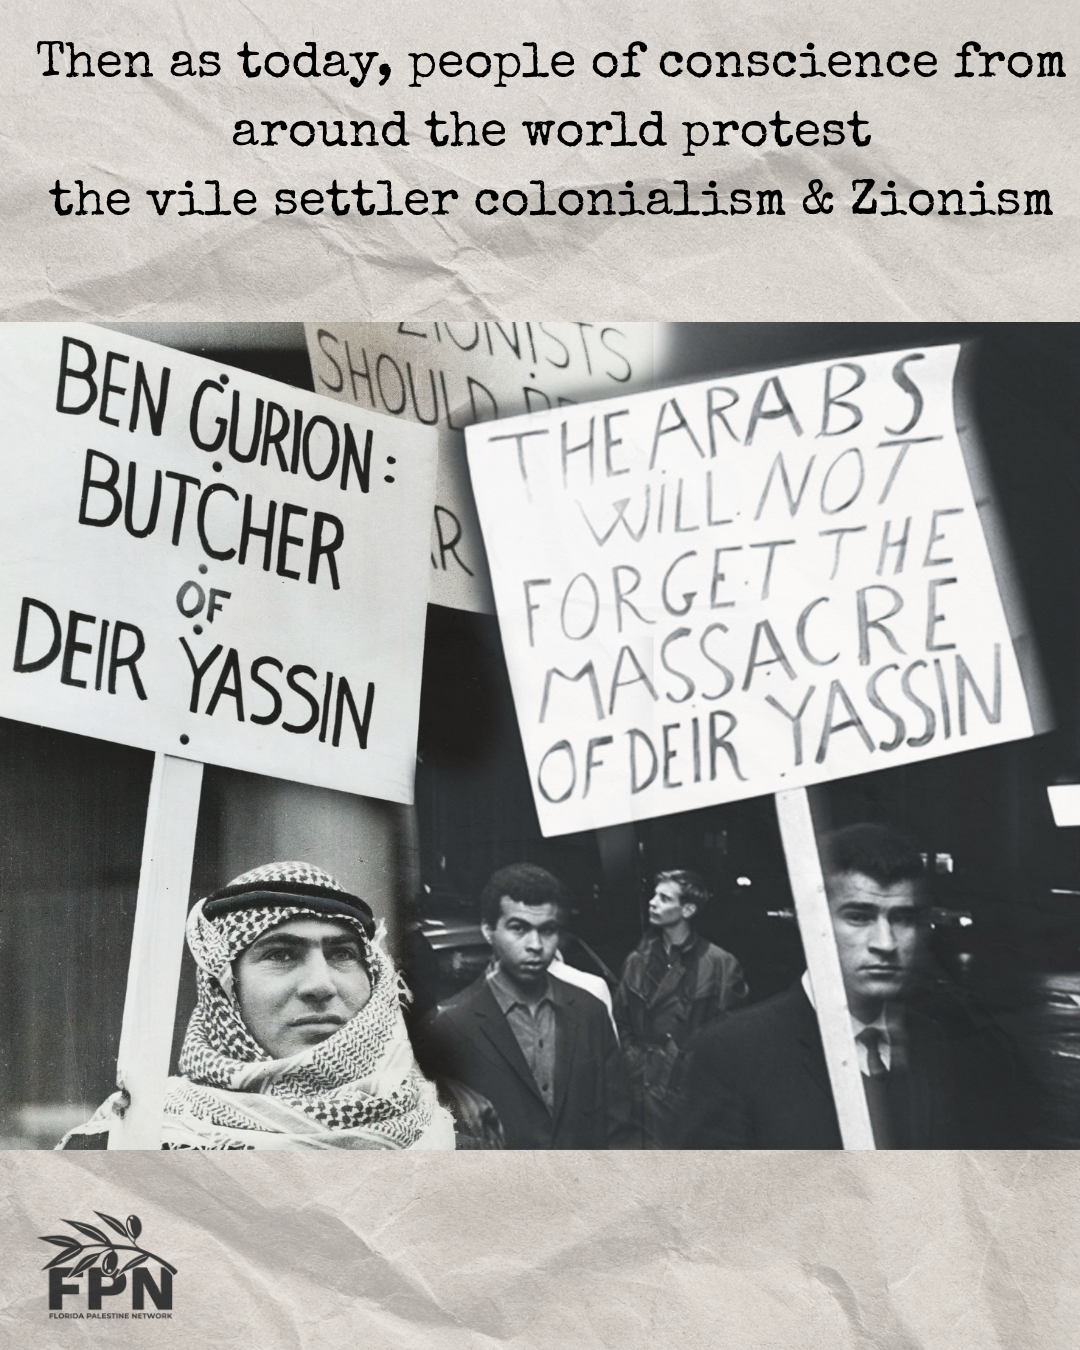 Then as today, people of conscience from
around the world protest
the vile settler colonialism & Zionism
BEN GURION:
BUTCHER
OF
DEIR YASSIN
ZIONISTS
SHOULD
THE ARABS
WILL NOT
FORGET THE
MASSACRE
OF DEIR YASSIN
FPN
FLORIDA PALESTINE NETWORK